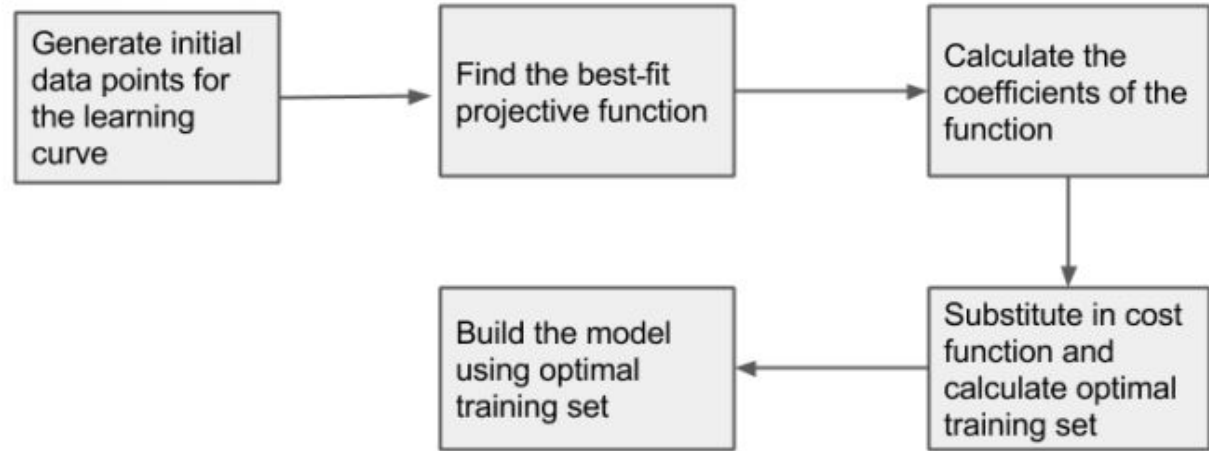 Generate initial
data points for
the learning
curve
Find the best-fit
projective function
Calculate the
coefficients of the
function
Substitute in cost
function and
calculate optimal
training set
Build the model
using optimal
training set